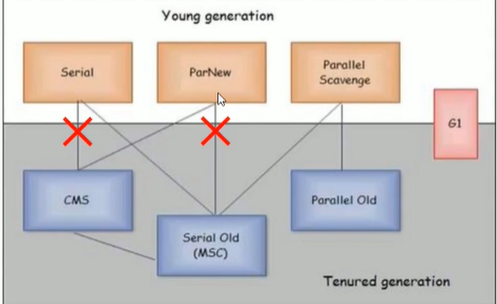 Young generation
Serial
ParNew
Parallel
Scavenge
G1
CMS
Serial Old
(MSC)
Parallel Old
Tenured generation